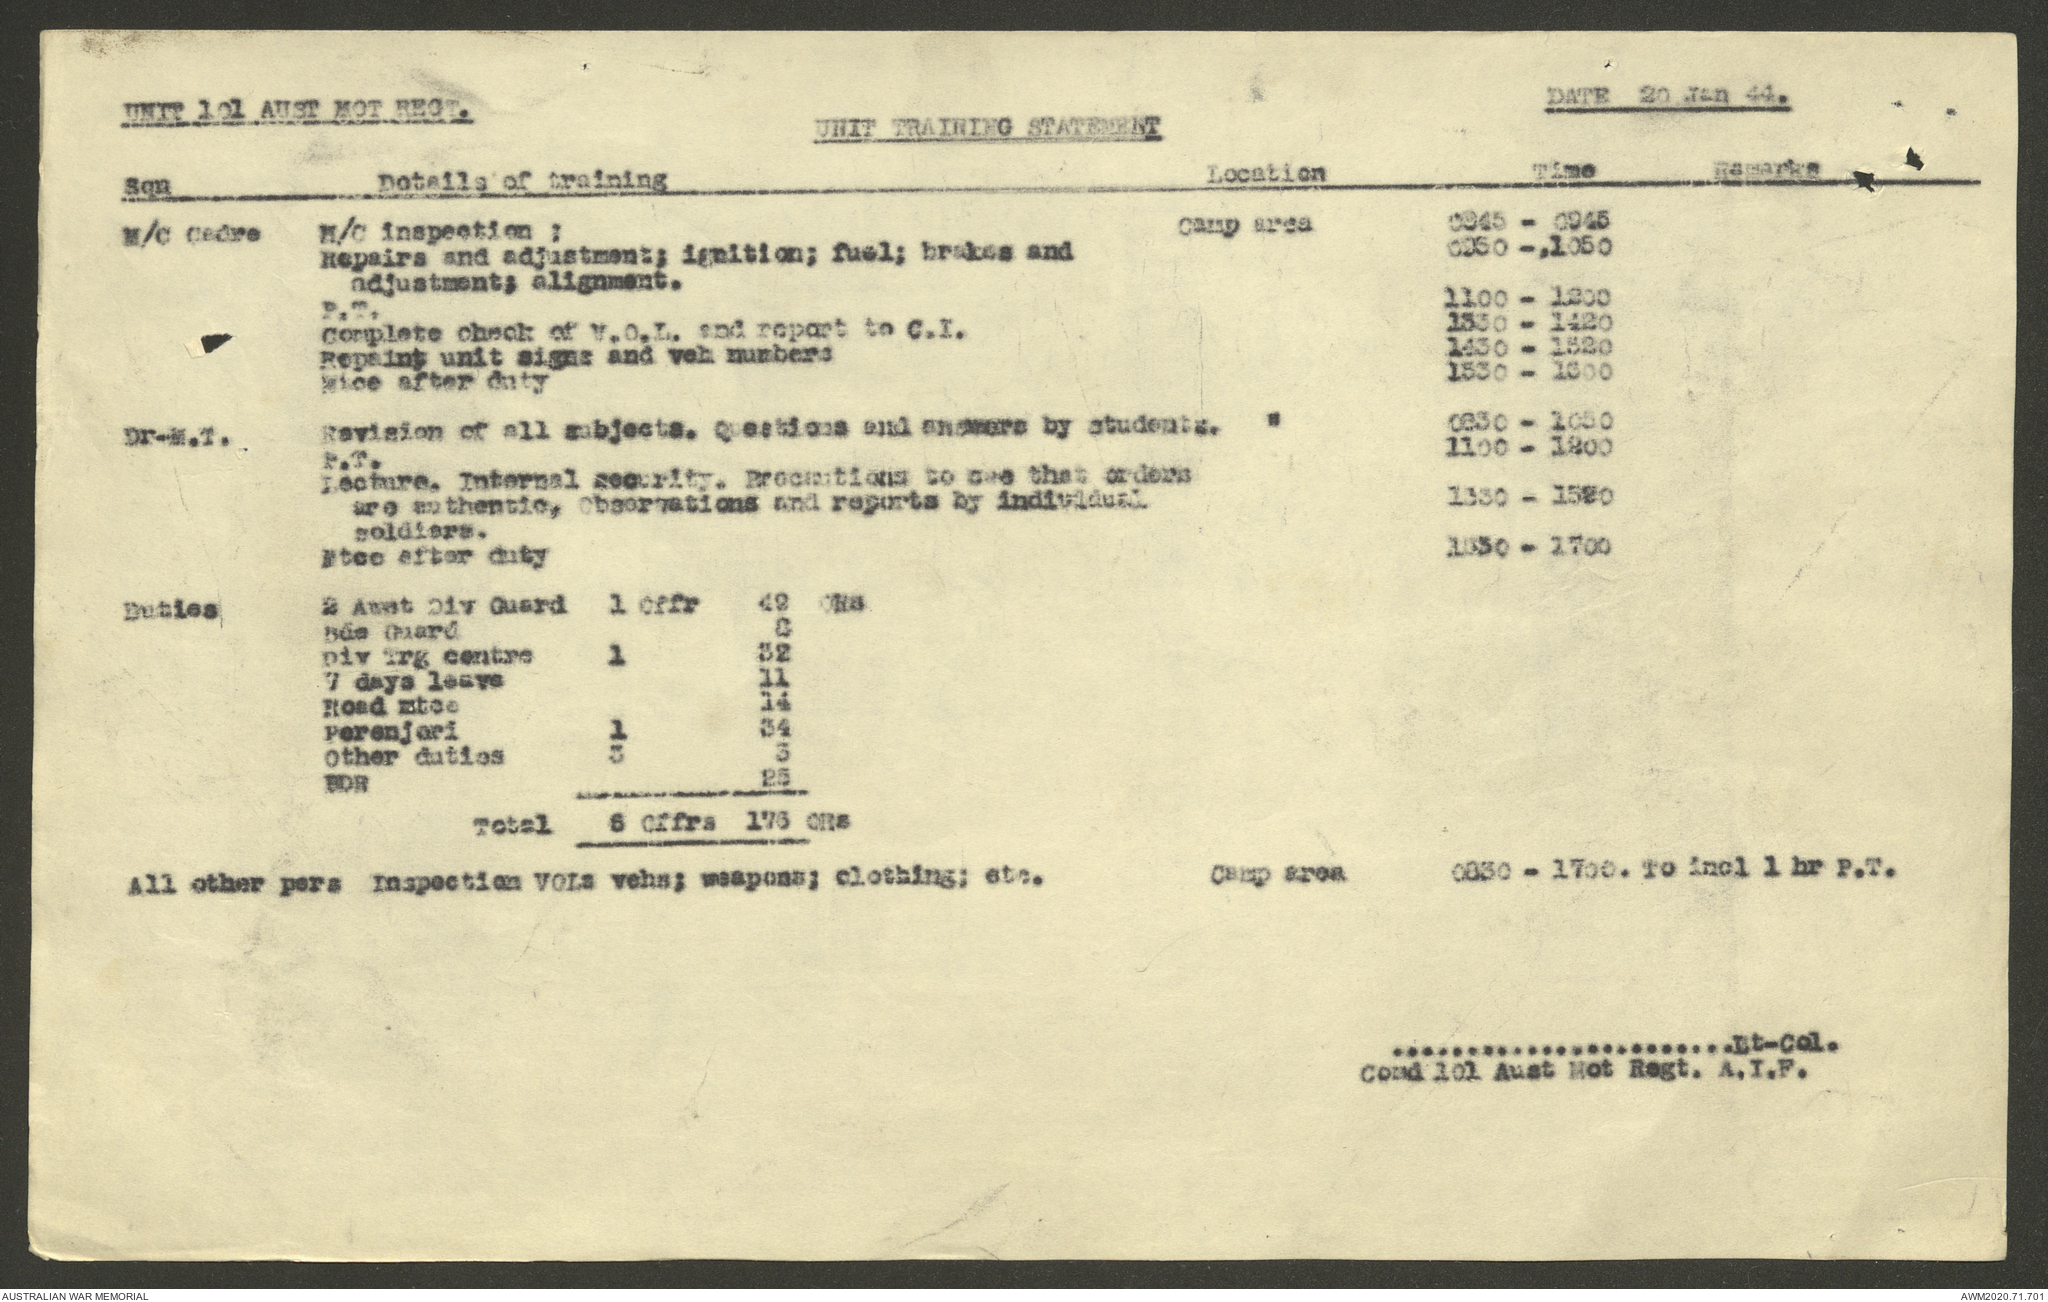 UNIT 101 AUST MOT REGT.
DATE 20 Jan 44.
UNIT TRAINING STATEMENT
Sqn Details of training Location Time Remarks
M/C Cadre M/C inspection ; Camp area 0845 - 0945
Repairs and adjustment; ignition; fuel; brakes and 0950 - 1050
adjustment; alignment.
P.T. 1100 - 1200
Complete check of V.O.L. and report to C.I. 1330 - 1420
Repaint unit signs and veh numbers 1430 - 1520
Mtce after duty 1530 -
Dr-M.T. Revision of all subjects. Questions and answers by students. " 0830 - 1050
P.T. 1100 - 1200
Lecture. Internal security. Precautions to see that orders
are authentic, Observations and reports by individual 1330 - 1520
soldiers.
Mtce after duty 1530 - 1700
Duties 2 Aust Div Guard 1 Offr 49 ORs
Bde Guard 8
Div Trg centre 1 32
7 days leave 11
Road mtce 14
Perenjori 1 34
Other duties 3 3
BDR 25
Total 6 Offrs 176 ORs
All other pers Inspection VOLs vehs; weapons; clothing; etc. Camp area 0830 - 1700. To incl 1 hr P.T.
........................Lt-Col.
Comd 101 Aust Mot Regt. A.I.F.
AUSTRALIAN WAR MEMORIAL
AWM2020.71.701